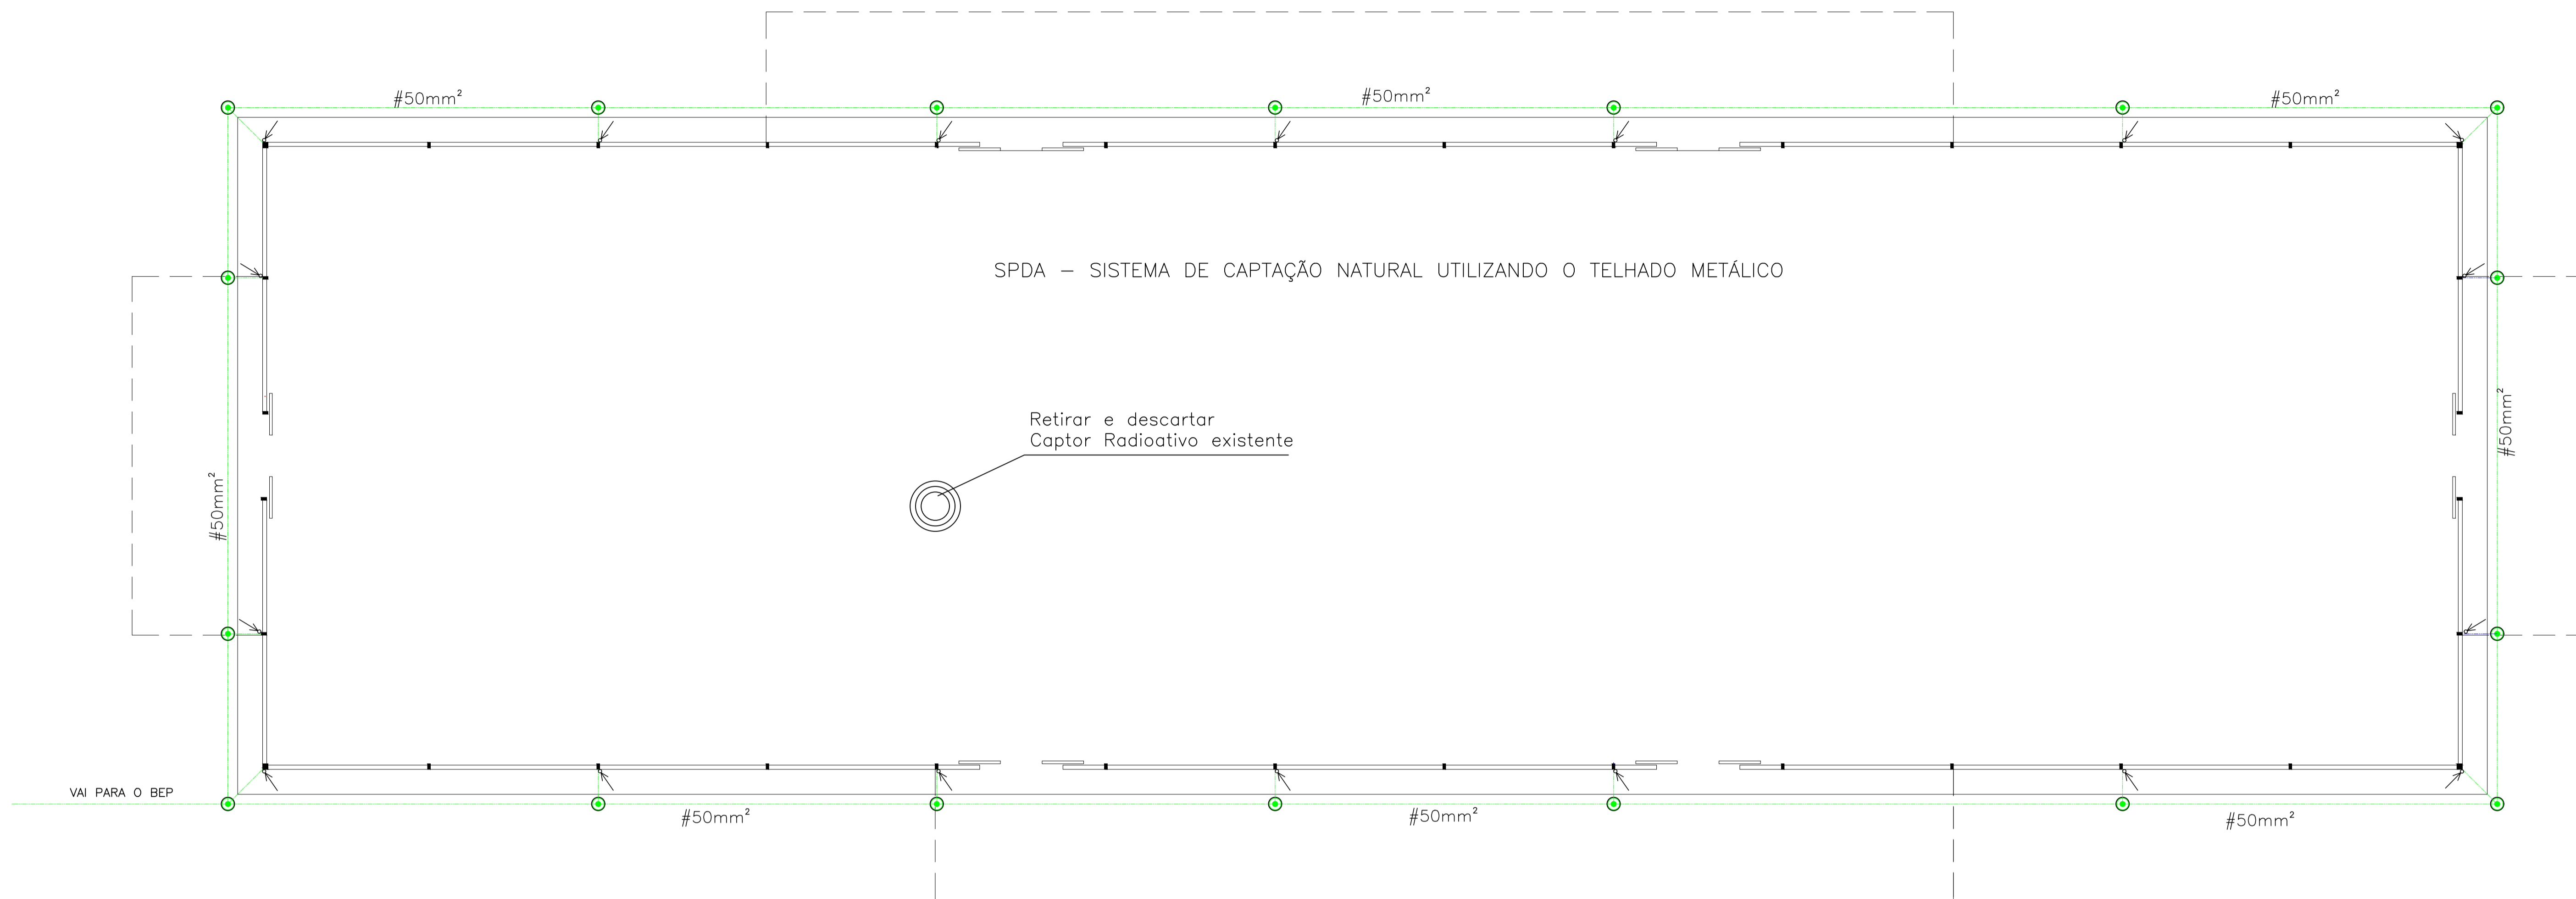 #50mm²
#50mm²
#50mm²
SPDA – SISTEMA DE CAPTAÇÃO NATURAL UTILIZANDO O TELHADO METÁLICO
Retirar e descartar
Captor Radioativo existente
#50mm²
#50mm²
VAI PARA O BEP
#50mm²
#50mm²
#50mm²